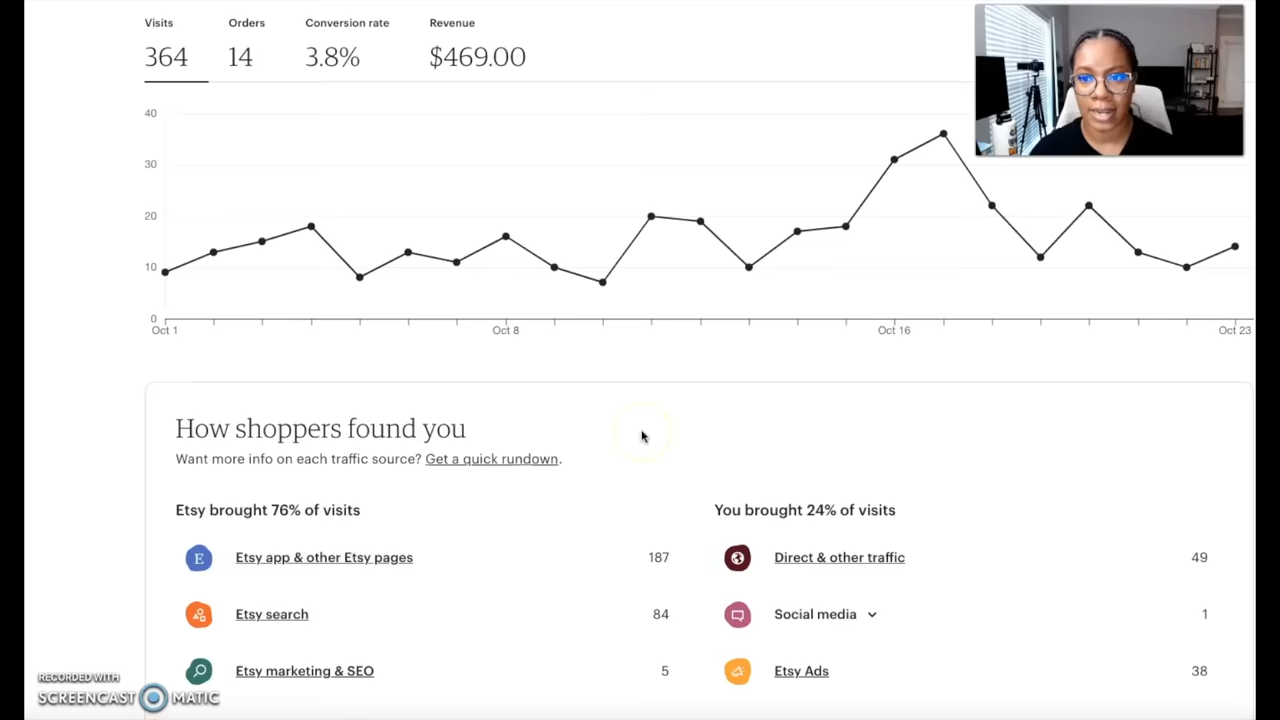 Visits Orders Conversion rate Revenue
364 14 3.8% $469.00
40
30
20
10
0
Oct 1 Oct 8 Oct 16 Oct 23
How shoppers found you
Want more info on each traffic source? Get a quick rundown.
Etsy brought 76% of visits You brought 24% of visits
E Etsy app & other Etsy pages 187 Direct & other traffic 49
Etsy search 84 Social media 1
Etsy marketing & SEO 5 Etsy Ads 38
RECORDED WITH
SCREENCAST MATIC